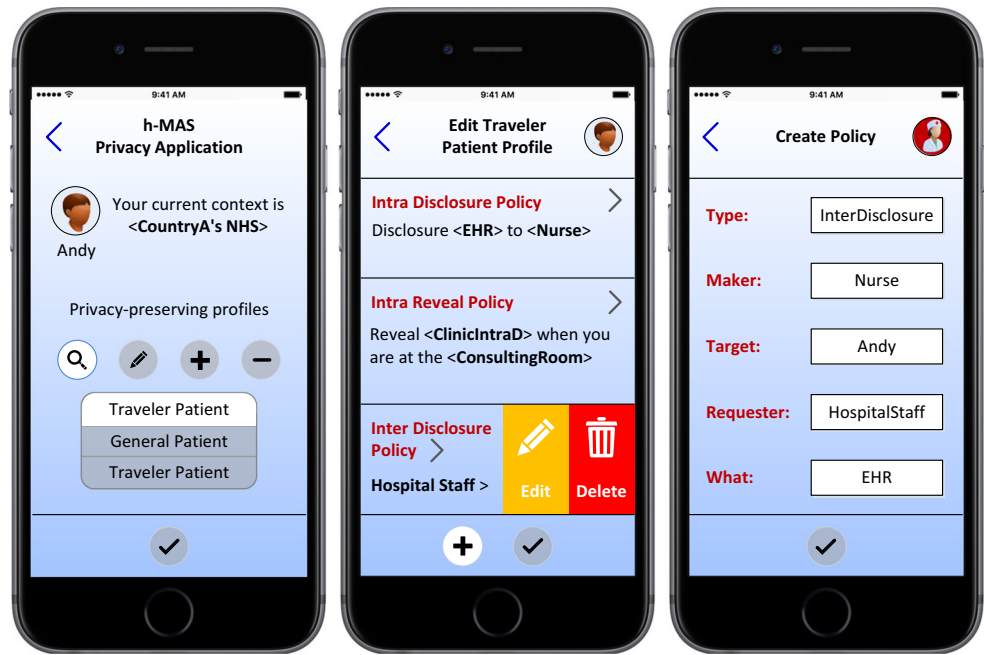 9:41 AM
h-MAS
Privacy Application
Your current context is
<CountryA's NHS>
Andy
Privacy-preserving profiles
Traveler Patient
General Patient
Traveler Patient
9:41 AM
Edit Traveler
Patient Profile
Intra Disclosure Policy
Disclosure <EHR> to <Nurse>
Intra Reveal Policy
Reveal <ClinicIntraD> when you
are at the <ConsultingRoom>
Inter Disclosure
Policy
Hospital Staff >
Edit
Delete
9:41 AM
Create Policy
Type:
InterDisclosure
Maker:
Nurse
Target:
Andy
Requester:
HospitalStaff
What:
EHR